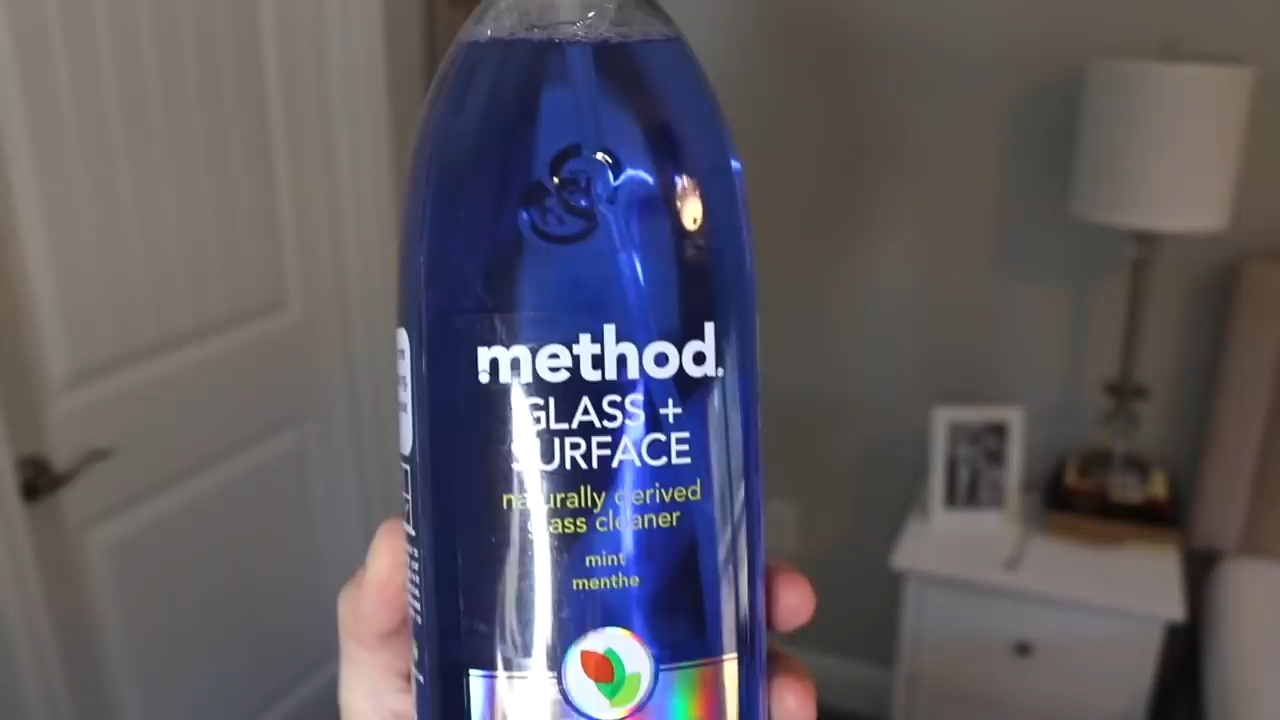 method.
GLASS +
SURFACE
naturally derived
glass cleaner
mint
menthe